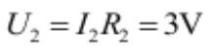 U₂ = I₂R₂ = 3V